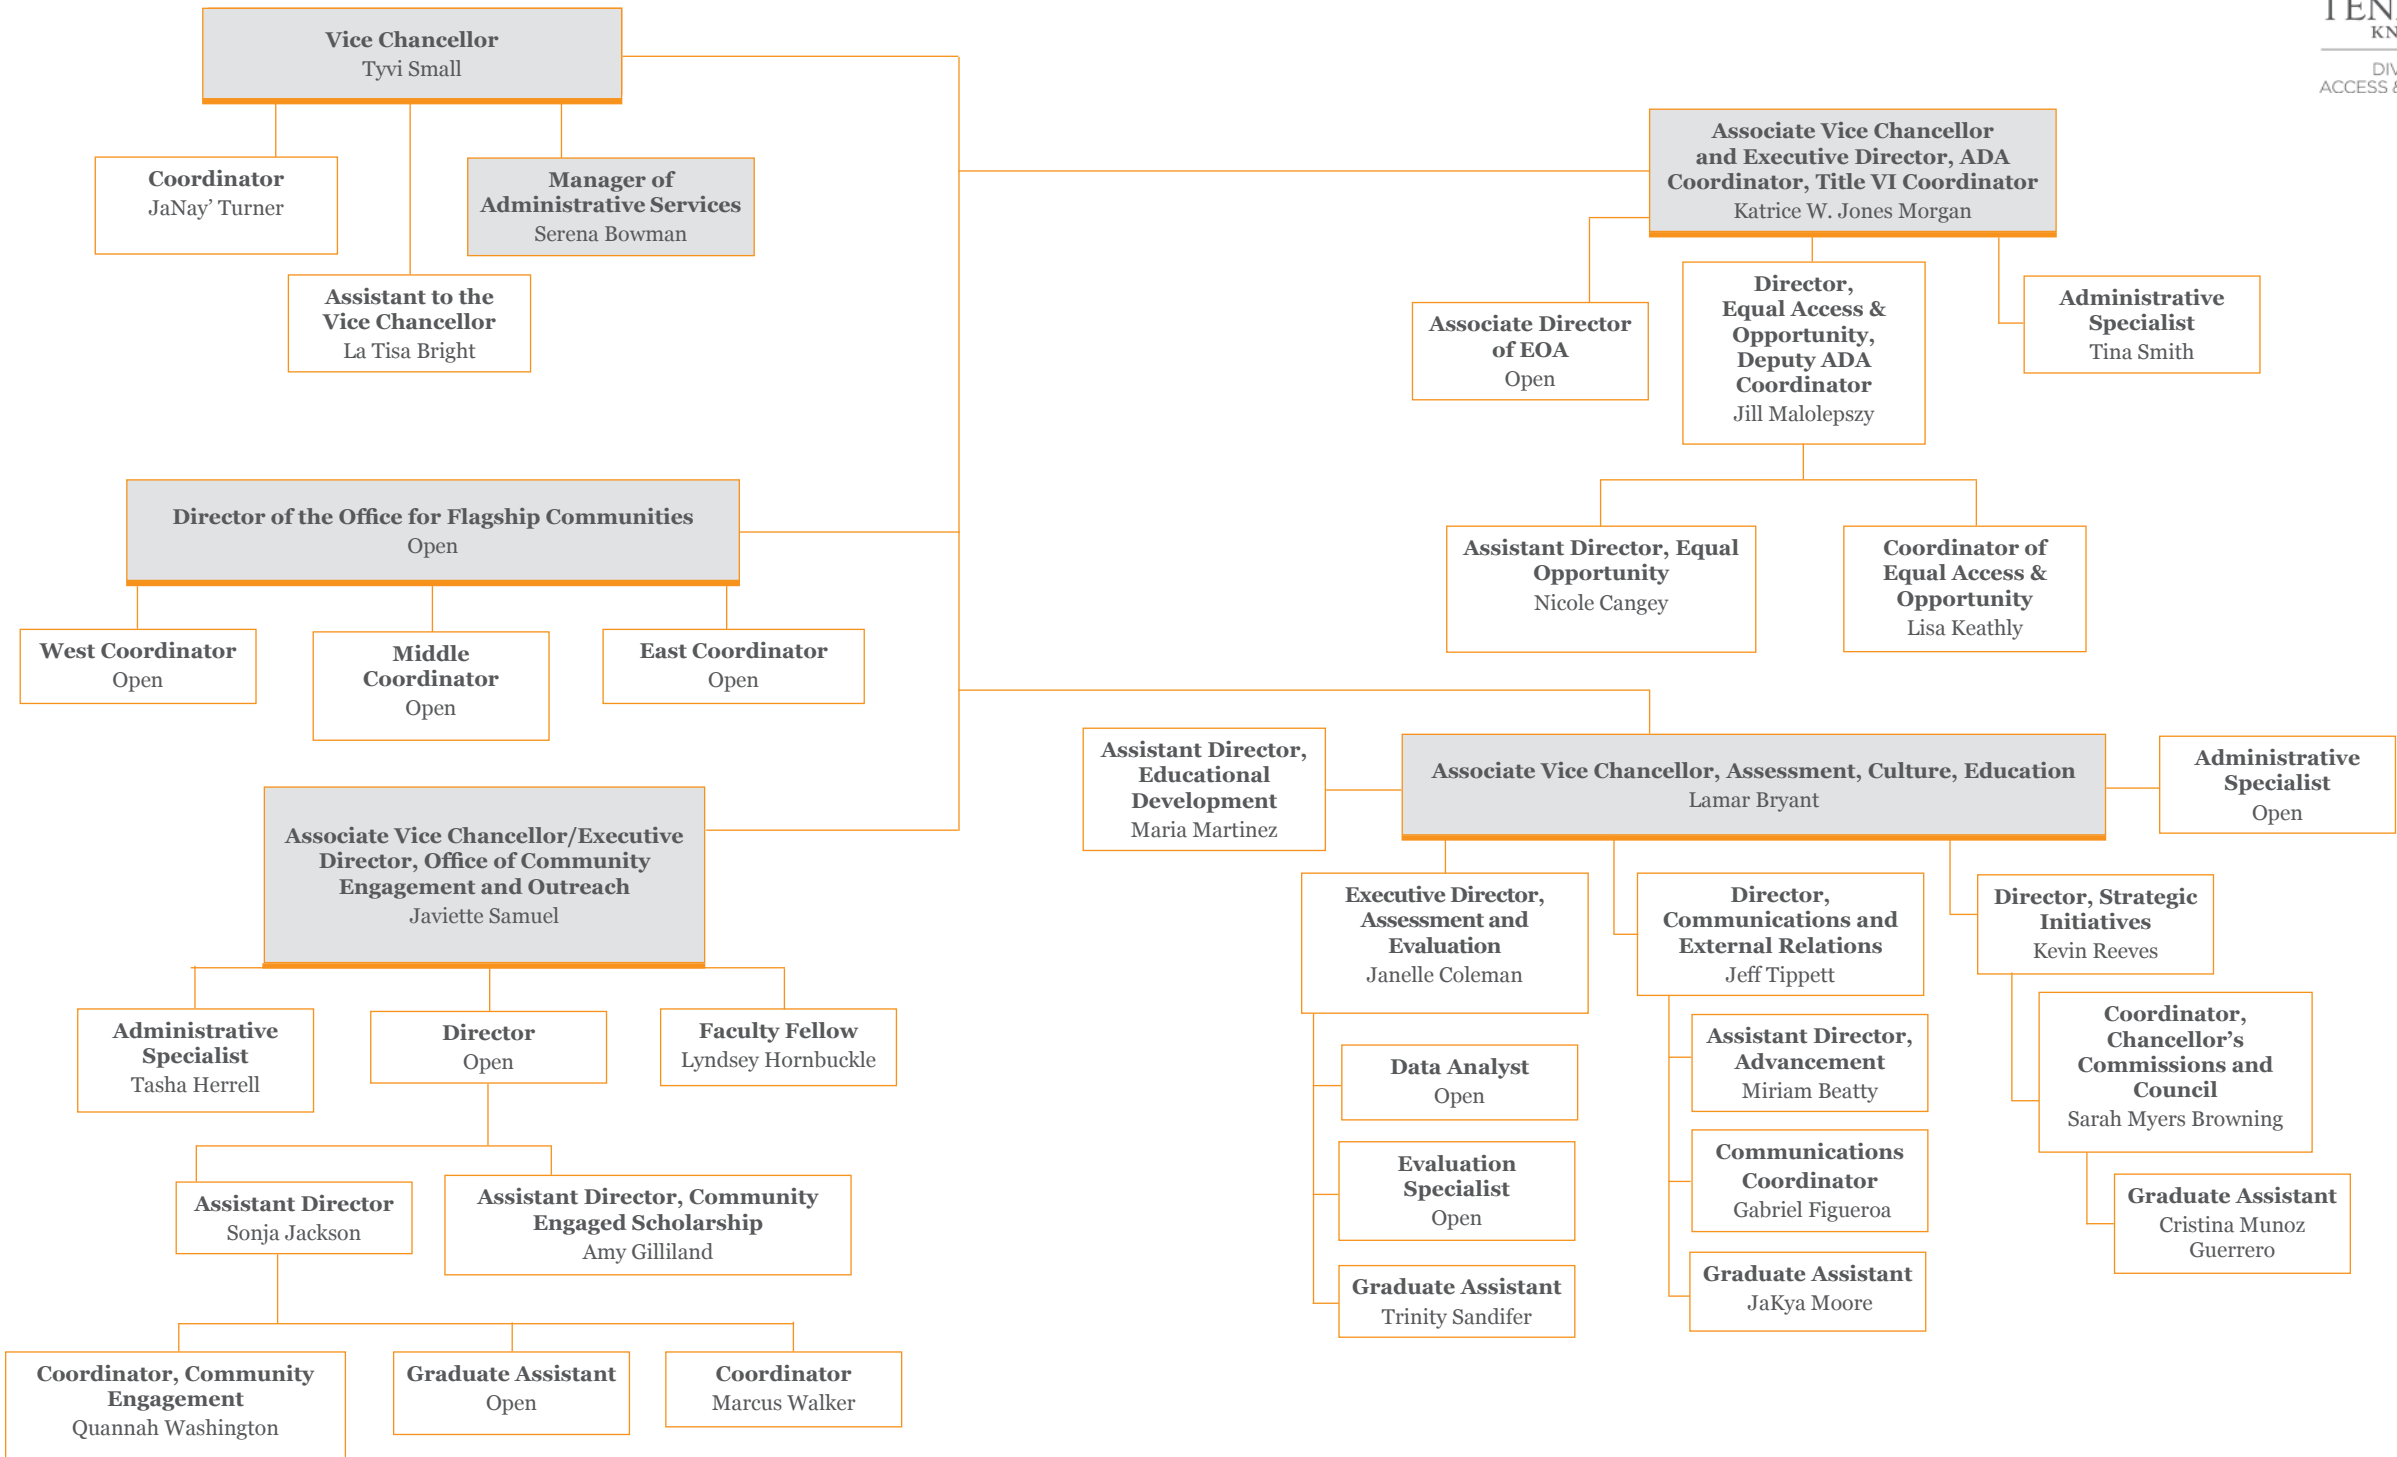 TEN
KN
DIV
ACCESS &
Vice Chancellor
Tyvi Small
Coordinator
JaNay’ Turner
Manager of
Administrative Services
Serena Bowman
Assistant to the
Vice Chancellor
La Tisa Bright
Associate Vice Chancellor
and Executive Director, ADA
Coordinator, Title VI Coordinator
Katrice W. Jones Morgan
Associate Director
of EOA
Open
Director,
Equal Access &
Opportunity,
Deputy ADA
Coordinator
Jill Malolepszy
Administrative
Specialist
Tina Smith
Assistant Director, Equal
Opportunity
Nicole Cangey
Coordinator of
Equal Access &
Opportunity
Lisa Keathly
Director of the Office for Flagship Communities
Open
West Coordinator
Open
Middle
Coordinator
Open
East Coordinator
Open
Associate Vice Chancellor/Executive
Director, Office of Community
Engagement and Outreach
Javiette Samuel
Administrative
Specialist
Tasha Herrell
Director
Open
Faculty Fellow
Lyndsey Hornbuckle
Assistant Director
Sonja Jackson
Assistant Director, Community
Engaged Scholarship
Amy Gilliland
Coordinator, Community
Engagement
Quannah Washington
Graduate Assistant
Open
Coordinator
Marcus Walker
Assistant Director,
Educational
Development
Maria Martinez
Associate Vice Chancellor, Assessment, Culture, Education
Lamar Bryant
Administrative
Specialist
Open
Executive Director,
Assessment and
Evaluation
Janelle Coleman
Data Analyst
Open
Evaluation
Specialist
Open
Graduate Assistant
Trinity Sandifer
Director,
Communications and
External Relations
Jeff Tippett
Assistant Director,
Advancement
Miriam Beatty
Communications
Coordinator
Gabriel Figueroa
Graduate Assistant
JaKya Moore
Director, Strategic
Initiatives
Kevin Reeves
Coordinator,
Chancellor’s
Commissions and
Council
Sarah Myers Browning
Graduate Assistant
Cristina Munoz
Guerrero